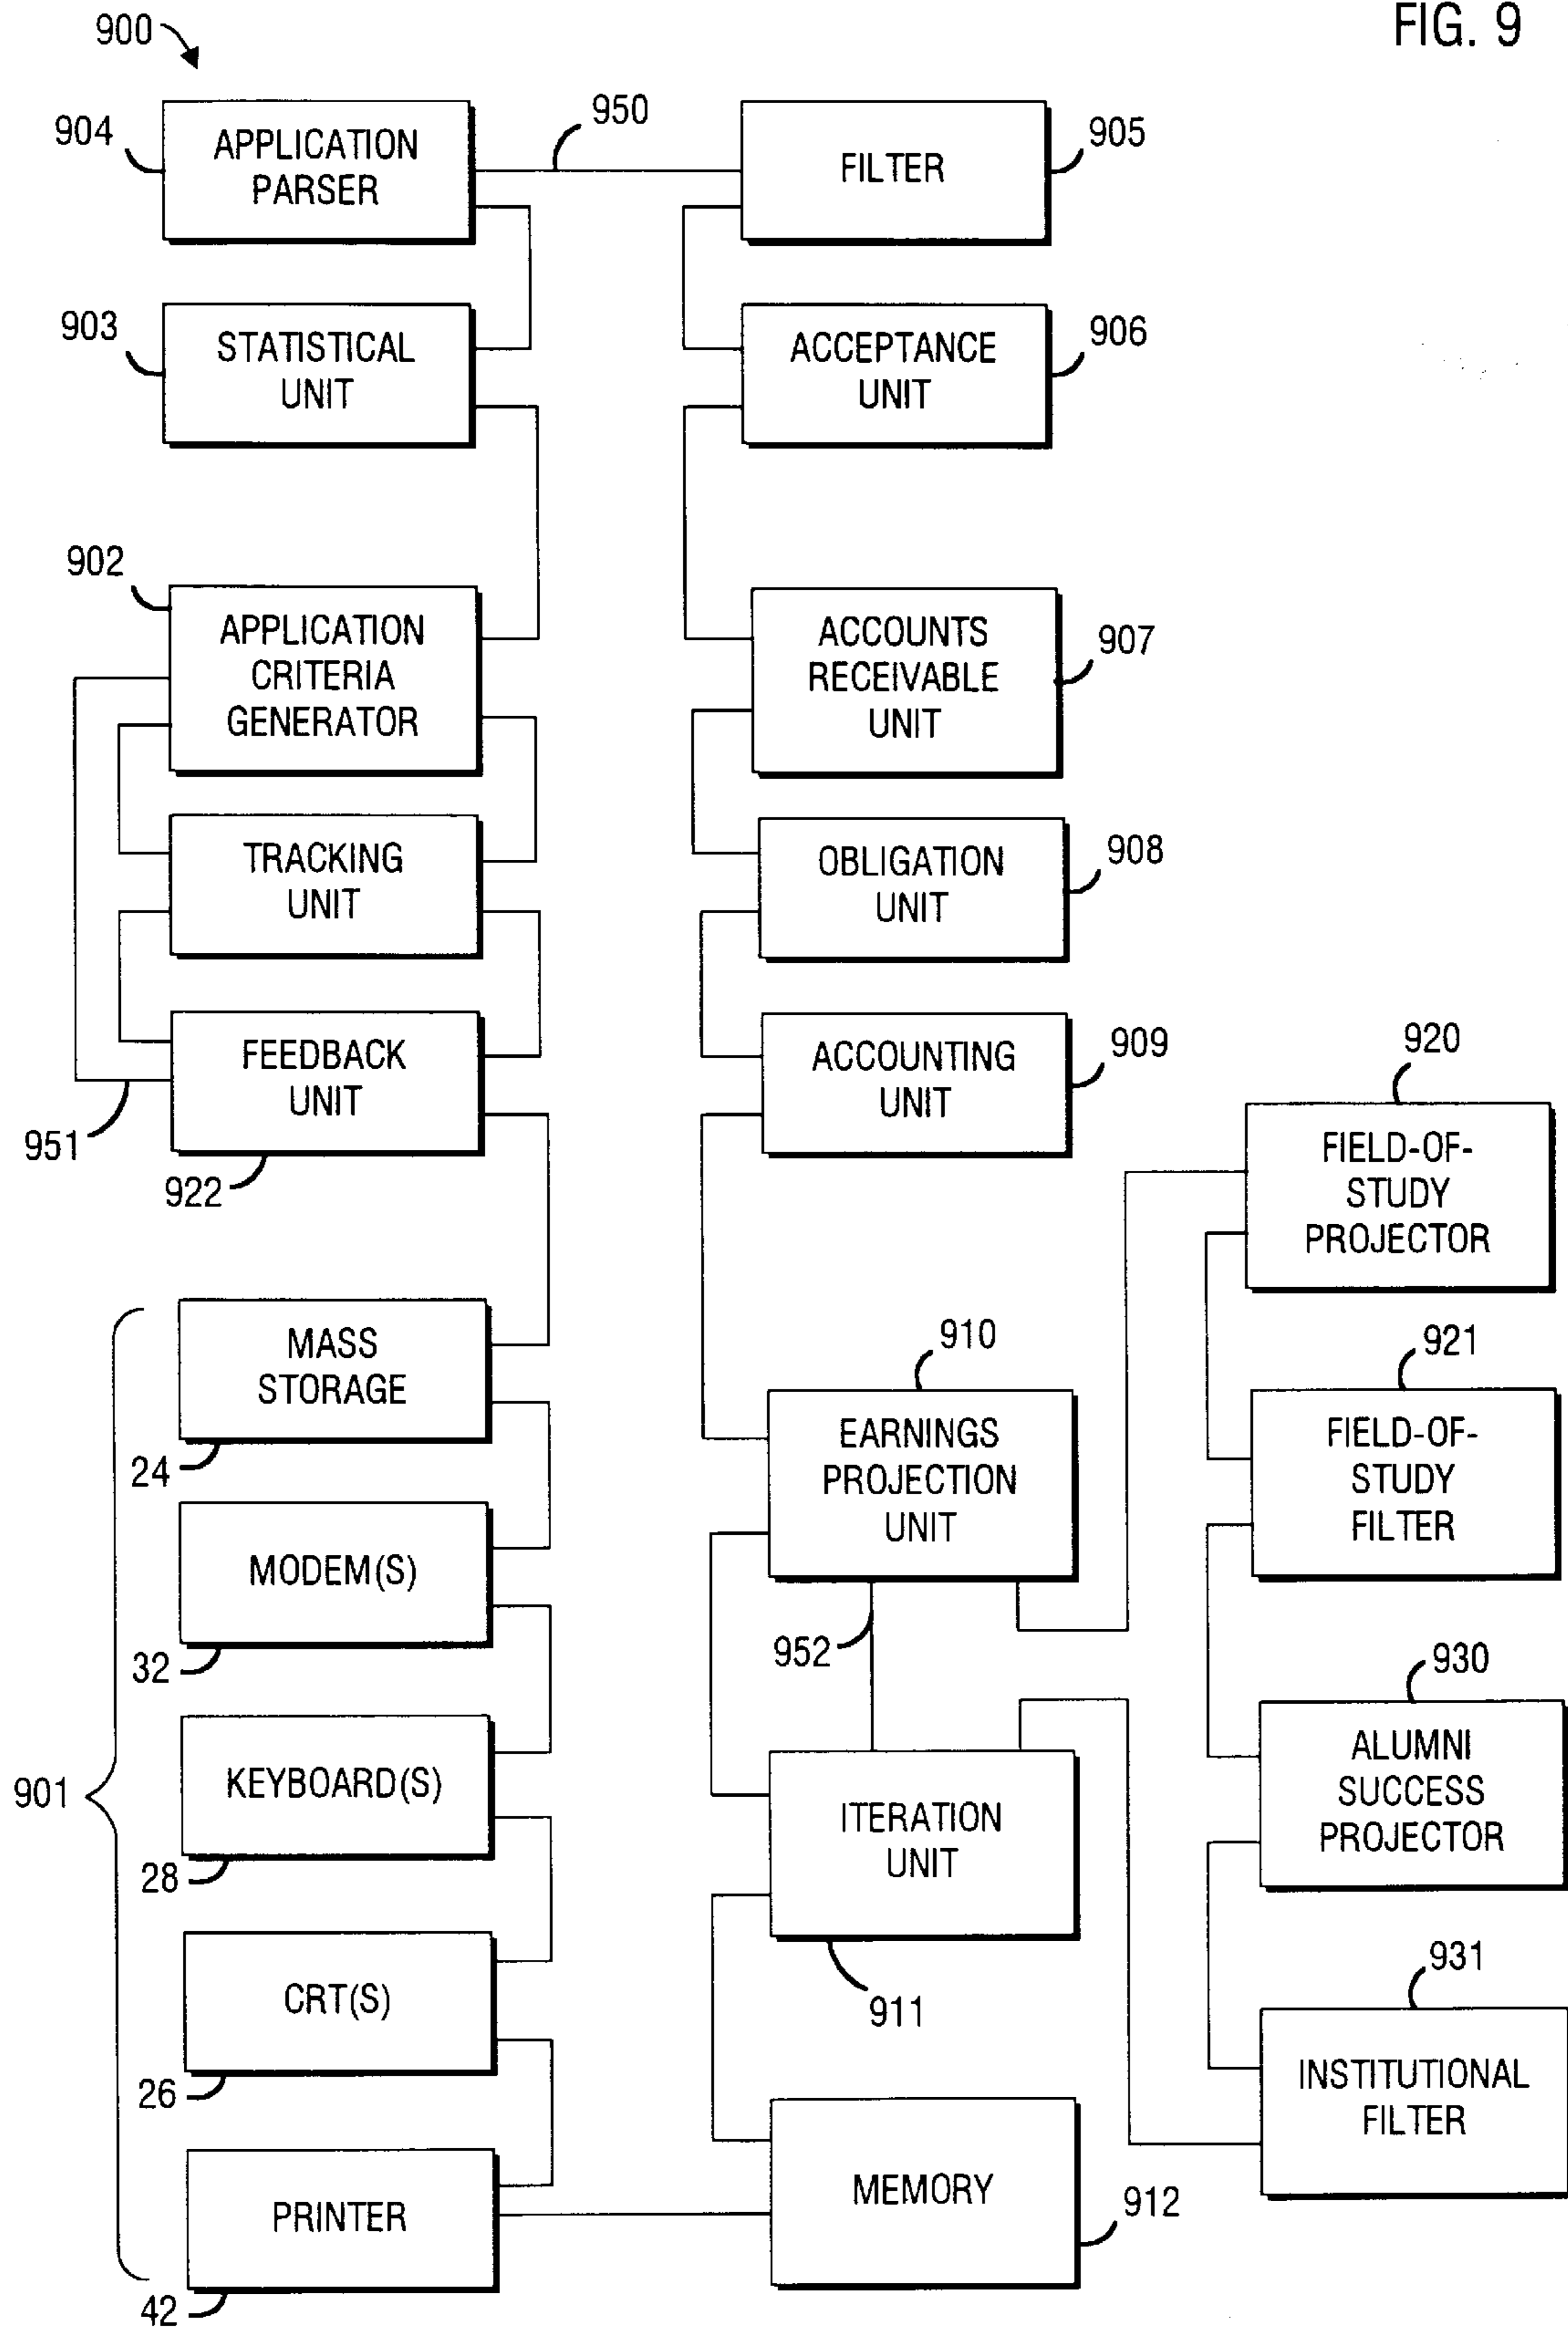 FIG. 9
900
904
APPLICATION
PARSER
950
FILTER
905
903
STATISTICAL
UNIT
ACCEPTANCE
UNIT
906
902
APPLICATION
CRITERIA
GENERATOR
ACCOUNTS
RECEIVABLE
UNIT
907
TRACKING
UNIT
OBLIGATION
UNIT
908
FEEDBACK
UNIT
951
922
ACCOUNTING
UNIT
909
920
FIELD-OF-
STUDY
PROJECTOR
901
MASS
STORAGE
24
910
EARNINGS
PROJECTION
UNIT
921
FIELD-OF-
STUDY
FILTER
MODEM(S)
32
952
930
ALUMNI
SUCCESS
PROJECTOR
KEYBOARD(S)
28
ITERATION
UNIT
911
CRT(S)
26
931
INSTITUTIONAL
FILTER
PRINTER
42
MEMORY
912